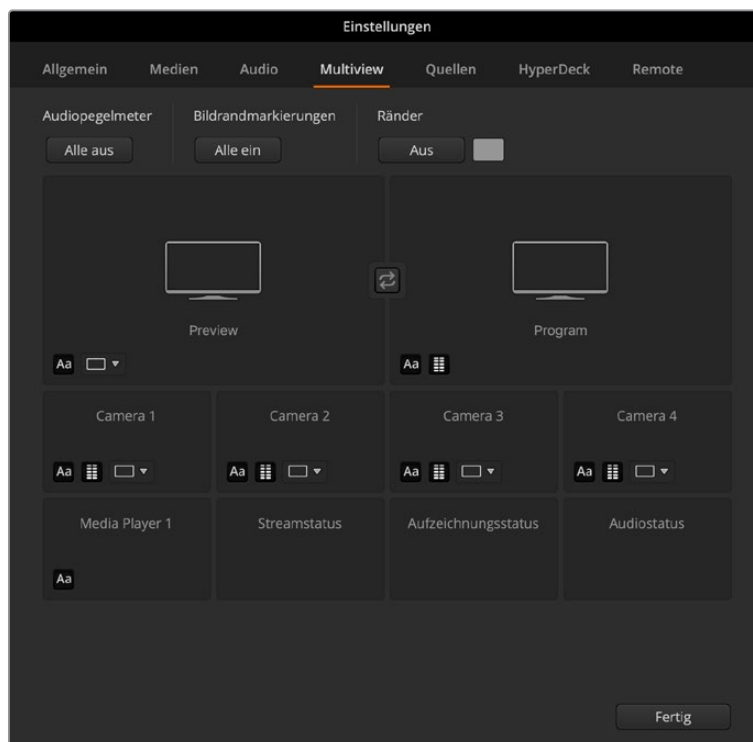 Einstellungen
Allgemein Medien Audio Multiview Quellen HyperDeck Remote
Audiopegelmeter Bildrandmarkierungen Ränder
Alle aus Alle ein Aus
Preview Program
Aa Aa
Camera 1 Camera 2 Camera 3 Camera 4
Aa Aa Aa Aa
Media Player 1 Streamstatus Aufzeichnungsstatus Audiostatus
Aa
Fertig